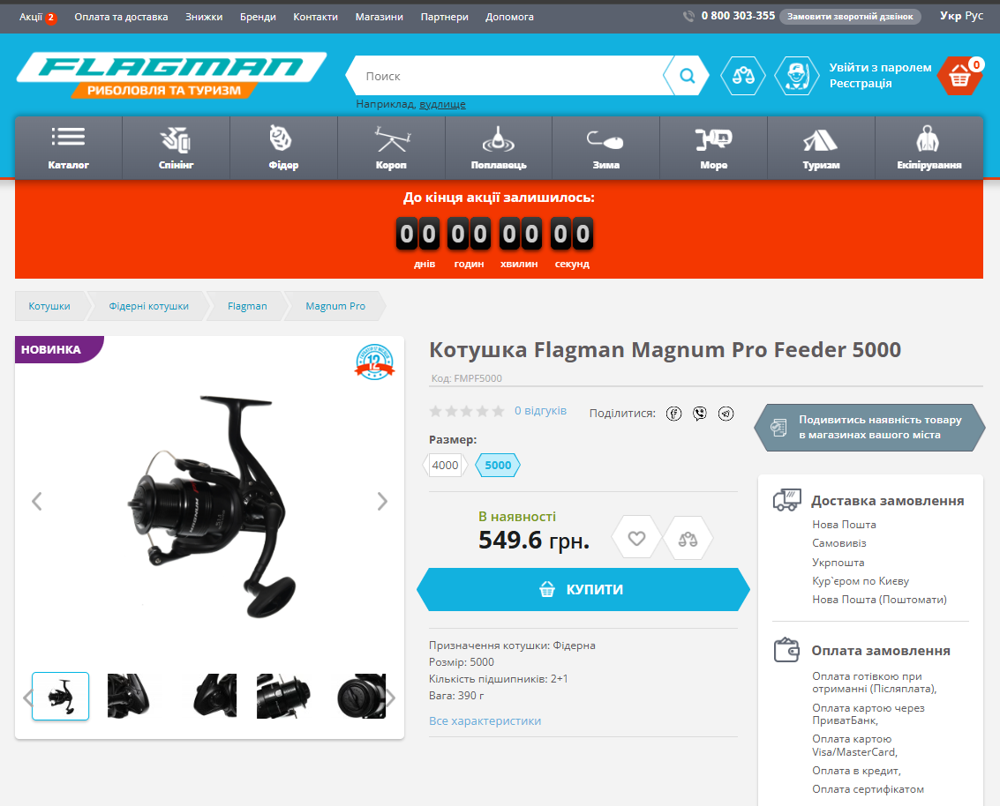 Акції 2 Оплата та доставка Знижки Бренди Контакти Магазини Партнери Допомога 0 800 303-355 Замовити зворотній дзвінок Укр Рус
FLAGMAN
РИБОЛОВЛЯ ТА ТУРИЗМ
Поиск
Наприклад, вудлище
Увійти з паролем
Реєстрація
0
Каталог Спінінг Фідер Короп Поплавець Зима Море Туризм Екіпірування
До кінця акції залишилось:
00 00 00 00
днів годин хвилин секунд
Котушки Фідерні котушки Flagman Magnum Pro
НОВИНКА
12
Котушка Flagman Magnum Pro Feeder 5000
Код: FMPF5000
0 відгуків Поділитися:
Подивитись наявність товару
в магазинах вашого міста
Размер:
4000 5000
В наявності
549.6 грн.
КУПИТИ
Призначення котушки: Фідерна
Розмір: 5000
Кількість підшипників: 2+1
Вага: 390 г
Все характеристики
Доставка замовлення
Нова Пошта
Самовивіз
Укрпошта
Кур`єром по Києву
Нова Пошта (Поштомати)
Оплата замовлення
Оплата готівкою при
отриманні (Післяплата),
Оплата картою через
ПриватБанк,
Оплата картою
Visa/MasterCard,
Оплата в кредит,
Оплата сертифікатом